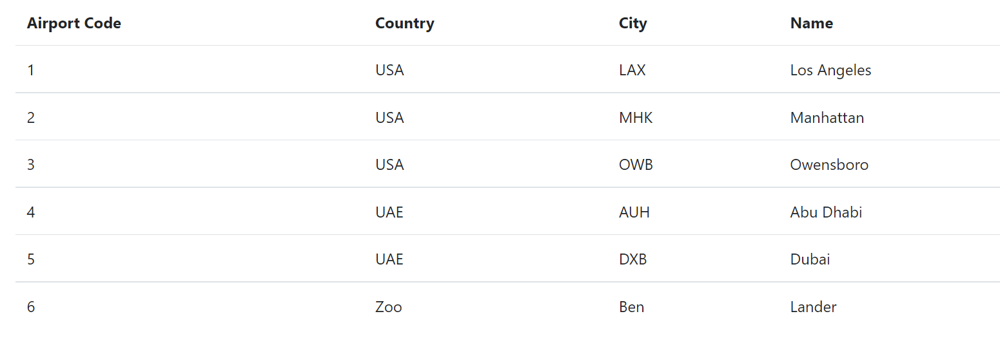 Airport Code Country City Name
1 USA LAX Los Angeles
2 USA MHK Manhattan
3 USA OWB Owensboro
4 UAE AUH Abu Dhabi
5 UAE DXB Dubai
6 Zoo Ben Lander